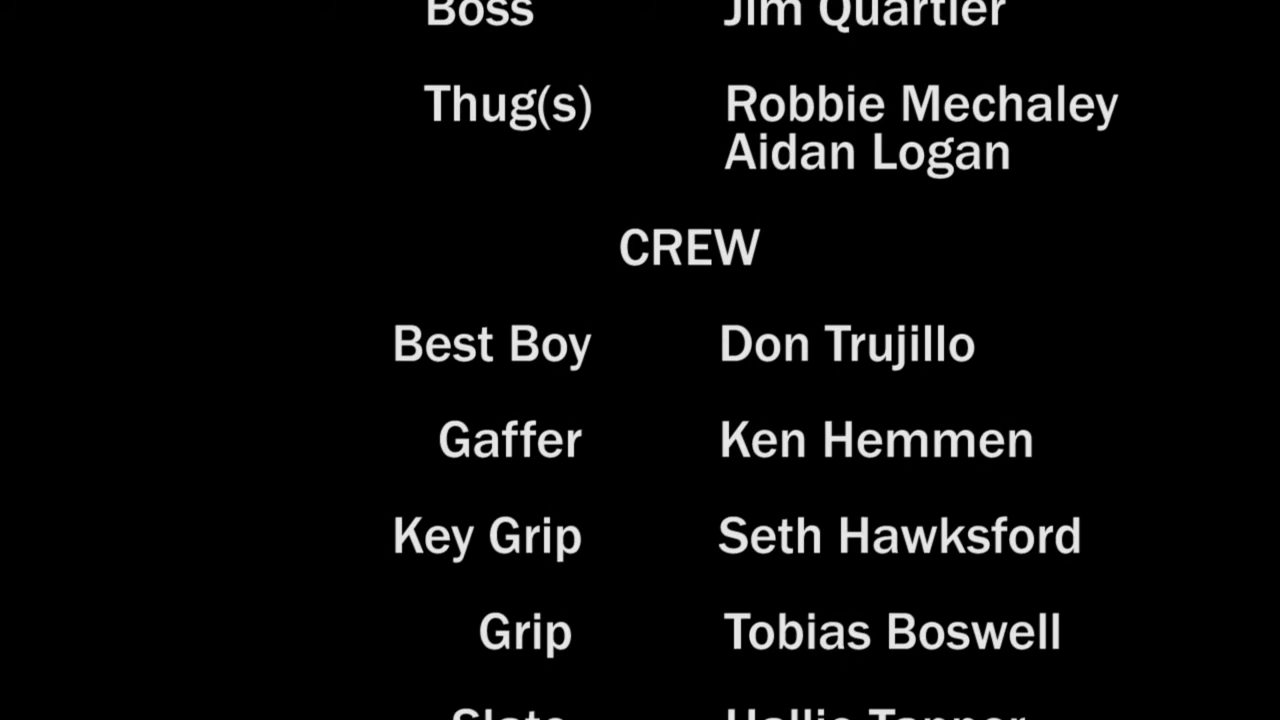 Boss Jim Quartier
Thug(s) Robbie Mechaley
Aidan Logan
CREW
Best Boy Don Trujillo
Gaffer Ken Hemmen
Key Grip Seth Hawksford
Grip Tobias Boswell
Slate